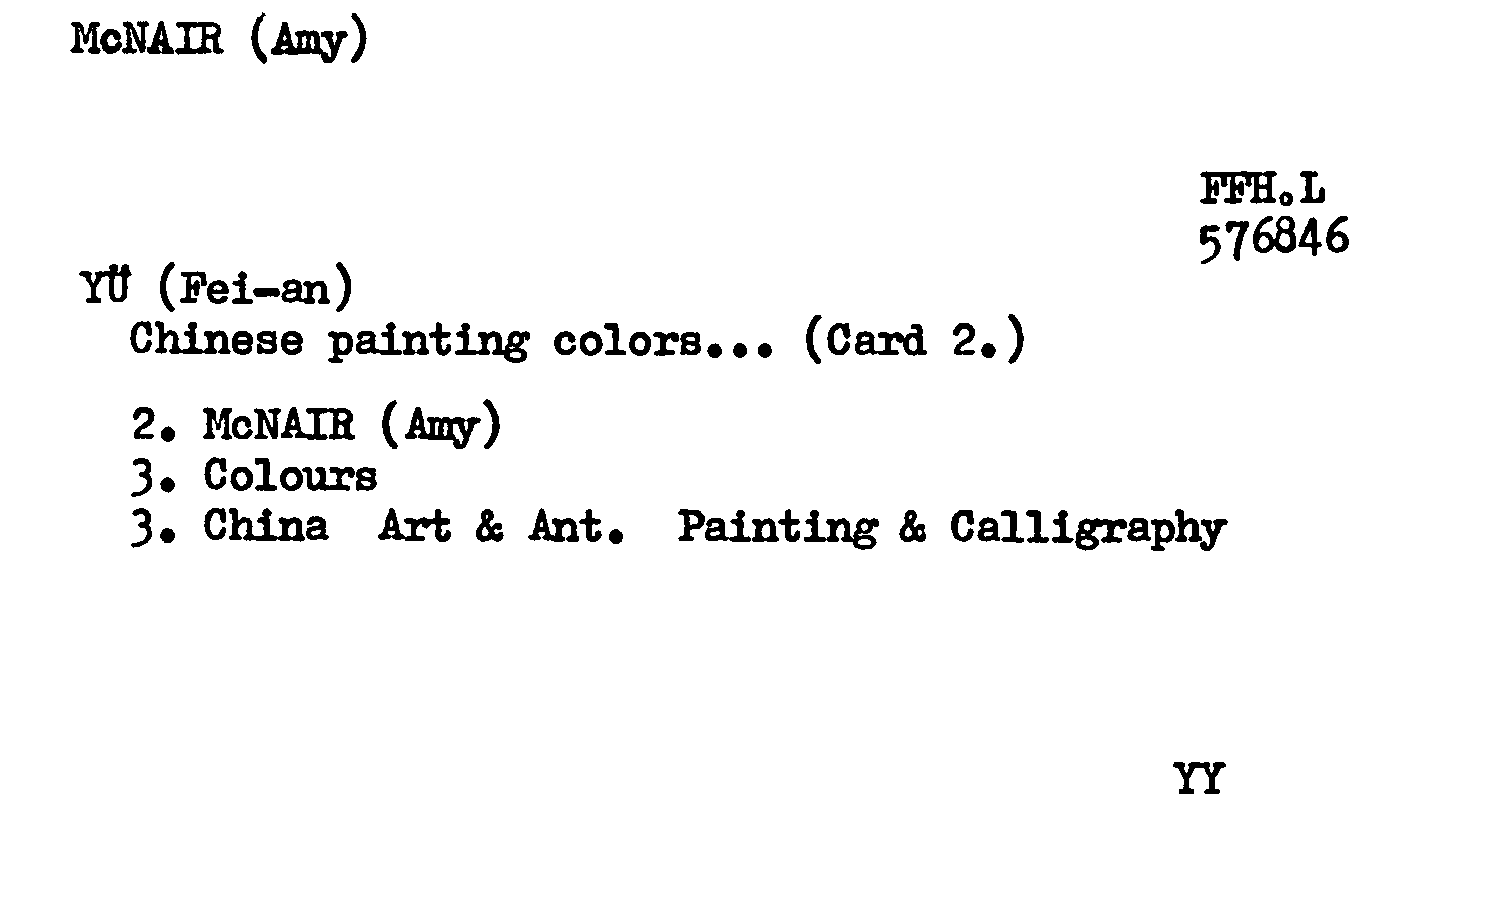 McNAIR (Amy)
FFH.L
576846
YÜ (Fei-an)
Chinese painting colors... (Card 2.)
2. McNAIR (Amy)
3. Colours
3. China  Art & Ant.  Painting & Calligraphy
YY